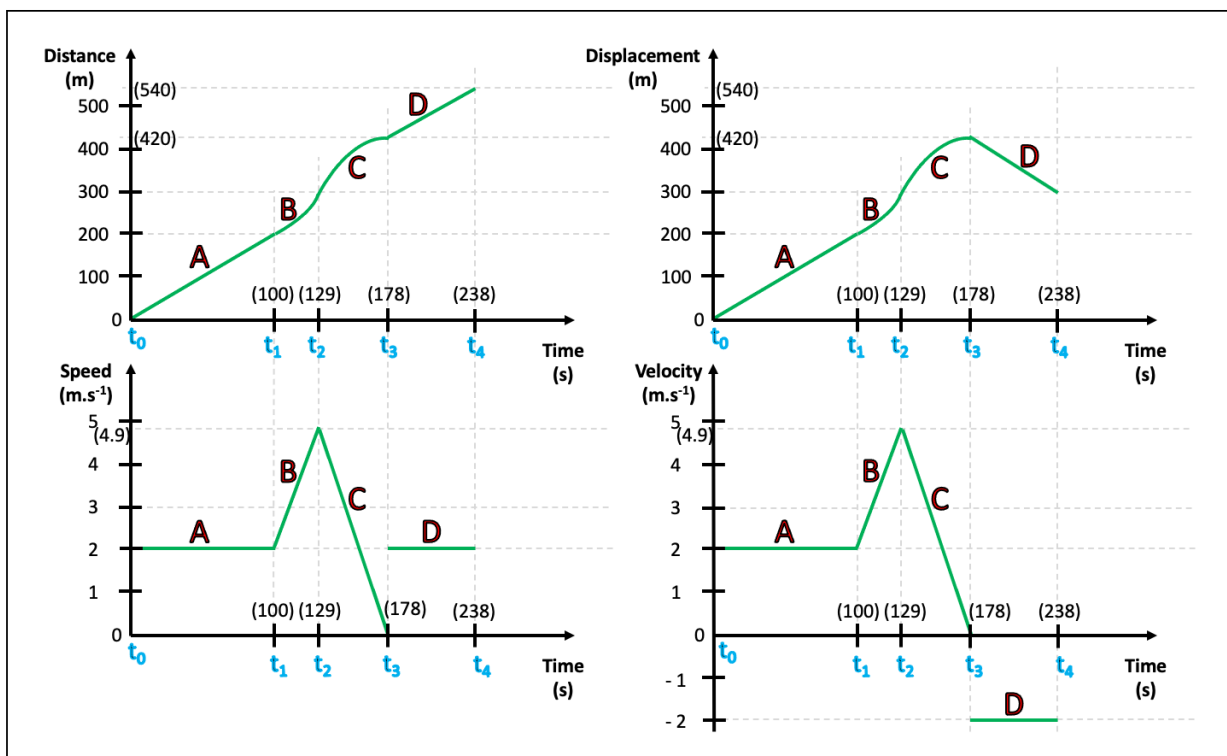 Distance
(m)
(540)
500
(420)
400
300
200
100
0
A
B
C
D
(100) (129) (178) (238)
t₀ t₁ t₂ t₃ t₄
Time
(s)
Displacement
(m)
(540)
500
(420)
400
300
200
100
0
A
B
C
D
(100) (129) (178) (238)
t₀ t₁ t₂ t₃ t₄
Time
(s)
Speed
(m.s⁻¹)
5
(4.9)
4
3
2
1
0
A
B
C
D
(100) (129) (178) (238)
t₀ t₁ t₂ t₃ t₄
Time
(s)
Velocity
(m.s⁻¹)
5
(4.9)
4
3
2
1
0
- 1
- 2
A
B
C
D
(100) (129) (178) (238)
t₀ t₁ t₂ t₃ t₄
Time
(s)